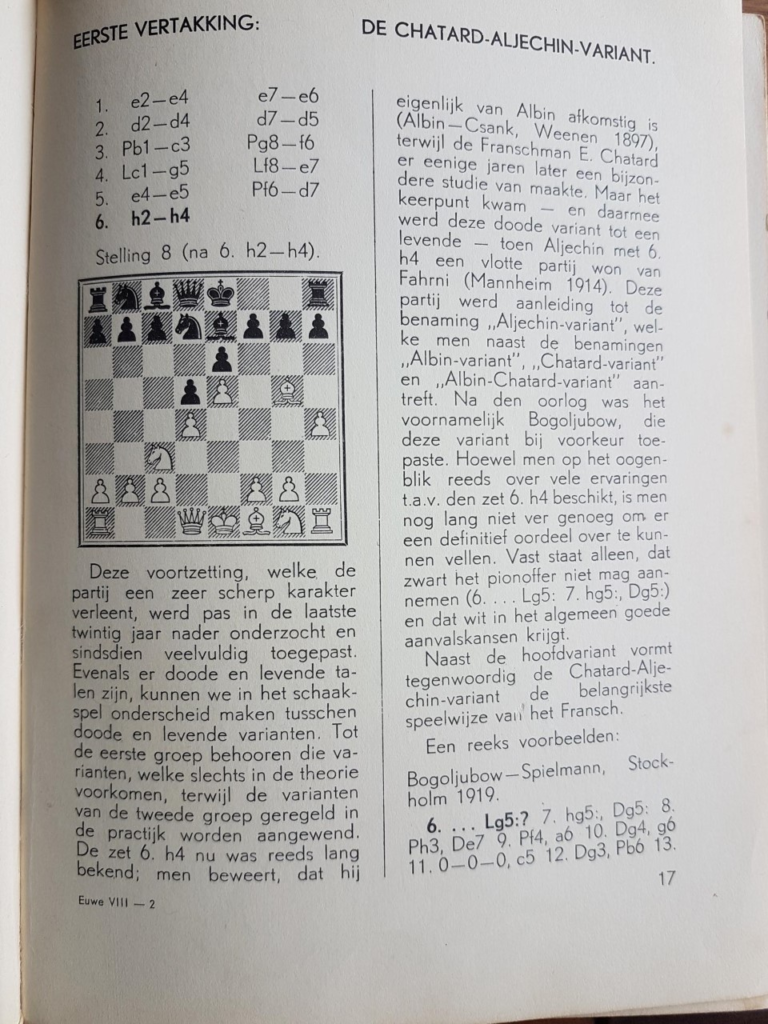 EERSTE VERTAKKING: DE CHATARD-ALJECHIN-VARIANT.
1. e2—e4 e7—e6
2. d2—d4 d7—d5
3. Pb1—c3 Pg8—f6
4. Lc1—g5 Lf8—e7
5. e4—e5 Pf6—d7
6. h2—h4
Stelling 8 (na 6. h2—h4).
Deze voortzetting, welke de
partij een zeer scherp karakter
verleent, werd pas in de laatste
twintig jaar nader onderzocht en
sindsdien veelvuldig toegepast.
Evenals er doode en levende ta-
len zijn, kunnen we in het schaak-
spel onderscheid maken tusschen
doode en levende varianten. Tot
de eerste groep behooren die va-
rianten, welke slechts in de theorie
voorkomen, terwijl de varianten
van de tweede groep geregeld in
de practijk worden aangewend.
De zet 6. h4 nu was reeds lang
bekend; men beweert, dat hij
Euwe VIII — 2
eigenlijk van Albin afkomstig is
(Albin—Csank, Weenen 1897),
terwijl de Franschman E. Chatard
er eenige jaren later een bijzon-
dere studie van maakte. Maar het
keerpunt kwam — en daarmee
werd deze doode variant tot een
levende — toen Aljechin met 6.
h4 een vlotte partij won van
Fahrni (Mannheim 1914). Deze
partij werd aanleiding tot de
benaming „Aljechin-variant”, wel-
ke men naast de benamingen
„Albin-variant”, „Chatard-variant”
en „Albin-Chatard-variant” aan-
treft. Na den oorlog was het
voornamelijk Bogoljubow, die
deze variant bij voorkeur toe-
paste. Hoewel men op het oogen-
blik reeds over vele ervaringen
t.a.v. den zet 6. h4 beschikt, is men
nog lang niet ver genoeg om er
een definitief oordeel over te kun-
nen vellen. Vast staat alleen, dat
zwart het pionoffer niet mag aan-
nemen (6. . . . Lg5: 7. hg5:, Dg5:)
en dat wit in het algemeen goede
aanvalskansen krijgt.
Naast de hoofdvariant vormt
tegenwoordig de Chatard-Alje-
chin-variant de belangrijkste
speelwijze van het Fransch.
Een reeks voorbeelden:
Bogoljubow—Spielmann, Stock-
holm 1919.
6. . . . Lg5:? 7. hg5:, Dg5: 8.
Ph3, De7 9. Pf4, a6 10. Dg4, g6
11. 0—0—0, c5 12. Dg3, Pb6 13.
17